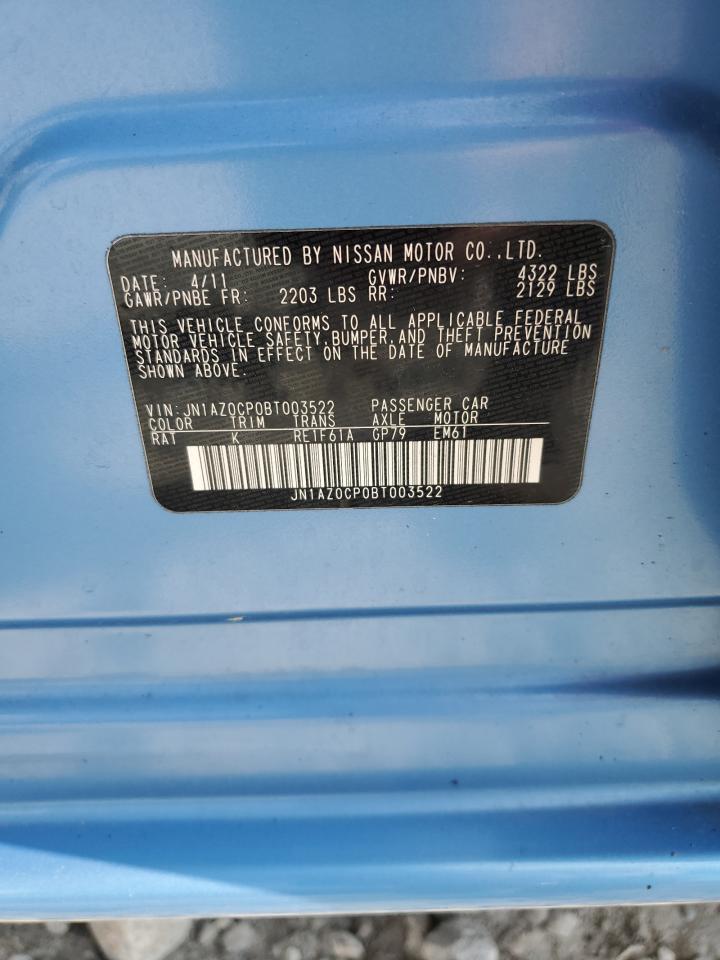 MANUFACTURED BY NISSAN MOTOR CO.,LTD.
DATE: 4/11 GVWR/PNBV: 4322 LBS
GAWR/PNBE FR: 2203 LBS RR: 2129 LBS
THIS VEHICLE CONFORMS TO ALL APPLICABLE FEDERAL
MOTOR VEHICLE SAFETY,BUMPER,AND THEFT PREVENTION
STANDARDS IN EFFECT ON THE DATE OF MANUFACTURE
SHOWN ABOVE.
VIN:JN1AZ0CP0BT003522 PASSENGER CAR
COLOR TRIM TRANS AXLE MOTOR
RAT K RE1F61A GP79 EM61
JN1AZ0CP0BT003522